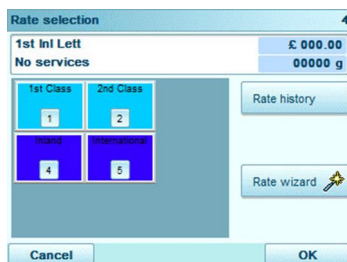 Rate selection 4
1st Inl Lett £ 000.00
No services 00000 g
1st Class 2nd Class
1 2
Rate history
Inland International
4 5
Rate wizard
Cancel OK